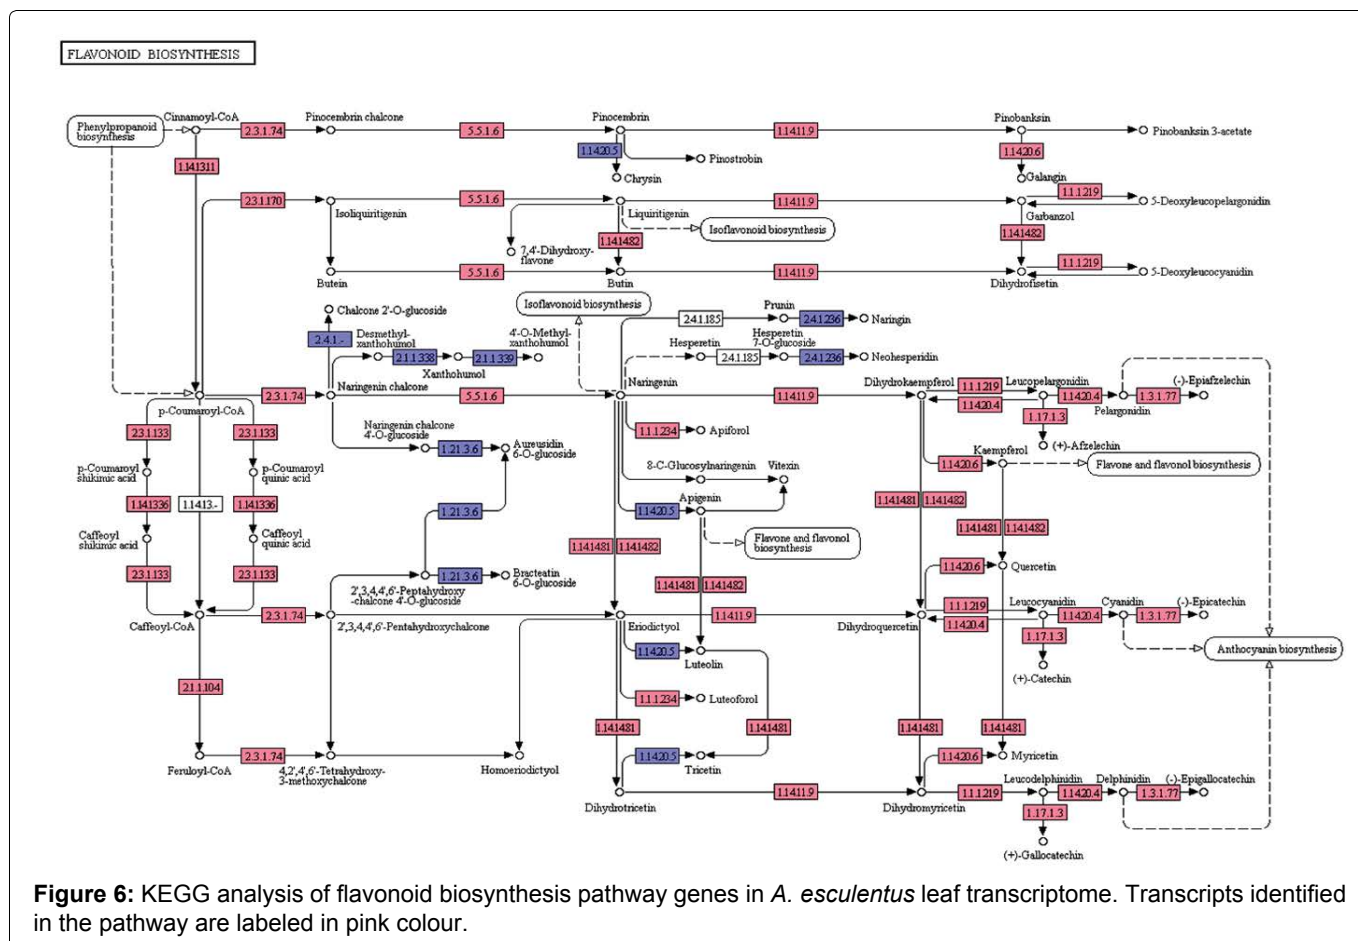 FLAVONOID BIOSYNTHESIS
Phenylpropanoid
biosynthesis
Cinnamoyl-CoA
2.3.1.74
Pinocembrin chalcone
5.5.1.6
Pinocembrin
1.14.11.9
Pinobanksin
Pinobanksin 3-acetate
1.14.13.11
1.14.20.5
Pinostrobin
Chrysin
1.14.20.6
Galangin
2.3.1.170
Isoliquiritigenin
5.5.1.6
Liquiritigenin
Isoflavonoid biosynthesis
1.14.11.9
Garbanzol
1.1.1.219
5-Deoxyleucopelargonidin
7,4'-Dihydroxy-
flavone
1.14.14.82
1.14.14.82
Butein
5.5.1.6
Butin
1.14.11.9
Dihydrofisetin
1.1.1.219
5-Deoxyleucocyanidin
Isoflavonoid biosynthesis
Chalcone 2'-O-glucoside
2.4.1.-
Desmethyl-
xanthohumol
2.1.1.338
Xanthohumol
2.1.1.339
4'-O-Methyl-
xanthohumol
Prunin
2.4.1.185
2.4.1.236
Naringin
Hesperetin
2.4.1.185
Hesperetin
7-O-glucoside
2.4.1.236
Neohesperidin
p-Coumaroyl-CoA
2.3.1.74
Naringenin chalcone
5.5.1.6
Naringenin
1.14.11.9
Dihydrokaempferol
1.1.1.219
1.14.20.4
Leucopelargonidin
1.14.20.4
Pelargonidin
1.3.1.77
(-)-Epiafzelechin
1.17.1.3
(+)-Afzelechin
2.3.1.133
2.3.1.133
Naringenin chalcone
4'-O-glucoside
1.21.3.6
Aureusidin
6-O-glucoside
1.1.1.234
Apiforol
1.14.20.6
Kaempferol
Flavone and flavonol biosynthesis
p-Coumaroyl
shikimic acid
p-Coumaroyl
quinic acid
8-C-Glucosylnaringenin
Vitexin
1.14.13.36
1.14.13.-
1.14.13.36
1.21.3.6
1.14.20.5
Apigenin
1.14.14.81
1.14.14.82
Caffeoyl
shikimic acid
Caffeoyl
quinic acid
Flavone and flavonol
biosynthesis
1.14.14.81
1.14.14.82
1.14.14.81
1.14.14.82
2.3.1.133
2.3.1.133
1.21.3.6
Bracteatin
6-O-glucoside
1.14.14.81
1.14.14.82
1.14.20.6
Quercetin
2',3,4,4',6'-Peptahydroxy
-chalcone 4'-O-glucoside
Caffeoyl-CoA
2.3.1.74
2',3,4,4',6'-Pentahydroxychalcone
Eriodictyol
1.14.11.9
Dihydroquercetin
1.1.1.219
1.14.20.4
Leucocyanidin
1.14.20.4
Cyanidin
1.3.1.77
(-)-Epicatechin
1.17.1.3
(+)-Catechin
Anthocyanin biosynthesis
1.14.20.5
Luteolin
2.1.1.104
1.1.1.234
Luteoforol
1.14.14.81
1.14.14.81
1.14.14.81
1.14.14.81
Feruloyl-CoA
2.3.1.74
4,2',4',6'-Tetrahydroxy-
3-methoxychalcone
Homoeriodictyol
1.14.20.5
Tricetin
1.14.20.6
Myricetin
Dihydrotricetin
1.14.11.9
Dihydromyricetin
1.1.1.219
Leucodelphinidin
1.14.20.4
Delphinidin
1.3.1.77
(-)-Epigallocatechin
1.17.1.3
(+)-Gallocatechin
Figure 6: KEGG analysis of flavonoid biosynthesis pathway genes in A. esculentus leaf transcriptome. Transcripts identified
in the pathway are labeled in pink colour.